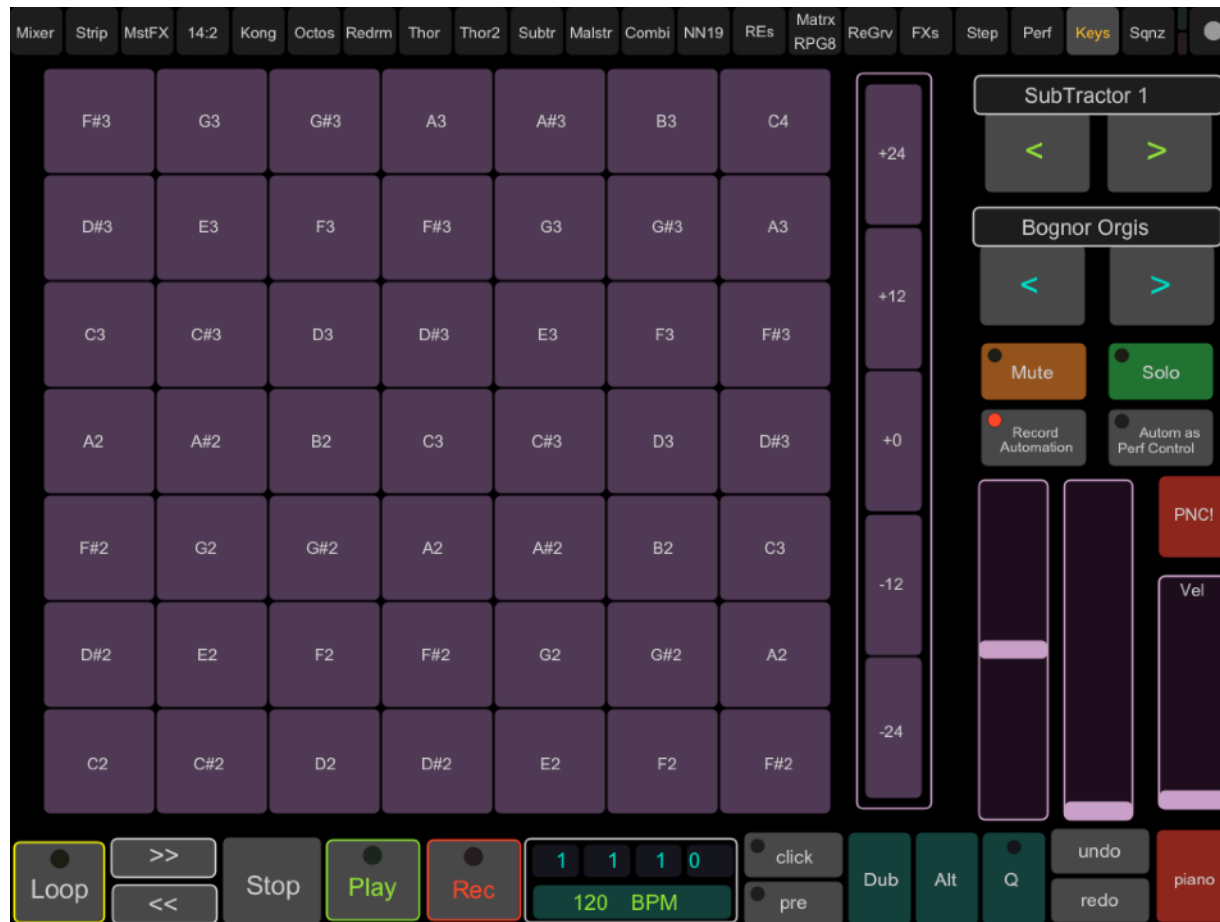 Mixer Strip MstFX 14:2 Kong Octos Redrm Thor Thor2 Subtr Malstr Combi NN19 REs Matrx RPG8 ReGrv FXs Step Perf Keys Sqnz
F#3 G3 G#3 A3 A#3 B3 C4
D#3 E3 F3 F#3 G3 G#3 A3
C3 C#3 D3 D#3 E3 F3 F#3
A2 A#2 B2 C3 C#3 D3 D#3
F#2 G2 G#2 A2 A#2 B2 C3
D#2 E2 F2 F#2 G2 G#2 A2
C2 C#2 D2 D#2 E2 F2 F#2
+24
+12
+0
-12
-24
SubTractor 1
< >
Bognor Orgis
< >
Mute Solo
Record Automation
Autom as Perf Control
PNC!
Vel
Loop
>>
<<
Stop
Play
Rec
1 1 1 0
120 BPM
click
pre
Dub
Alt
Q
undo
redo
piano